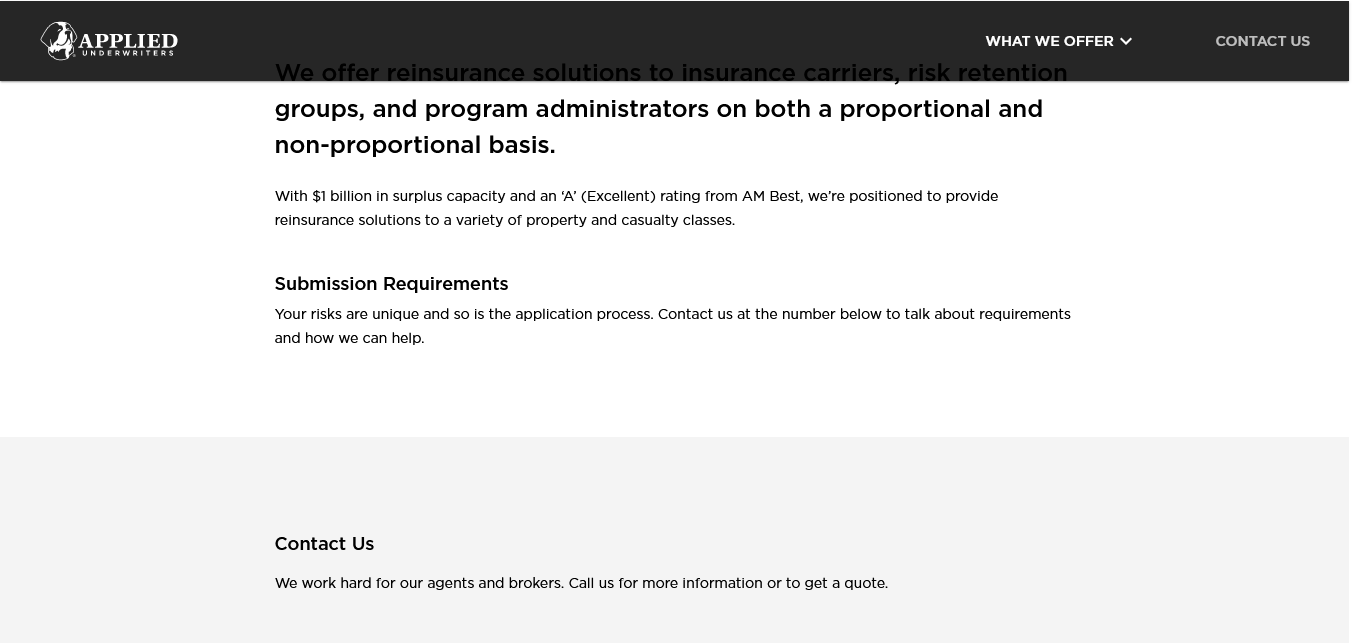 APPLIED
UNDERWRITERS
WHAT WE OFFER
CONTACT US
We offer reinsurance solutions to insurance carriers, risk retention
groups, and program administrators on both a proportional and
non-proportional basis.
With $1 billion in surplus capacity and an ‘A’ (Excellent) rating from AM Best, we’re positioned to provide
reinsurance solutions to a variety of property and casualty classes.
Submission Requirements
Your risks are unique and so is the application process. Contact us at the number below to talk about requirements
and how we can help.
Contact Us
We work hard for our agents and brokers. Call us for more information or to get a quote.